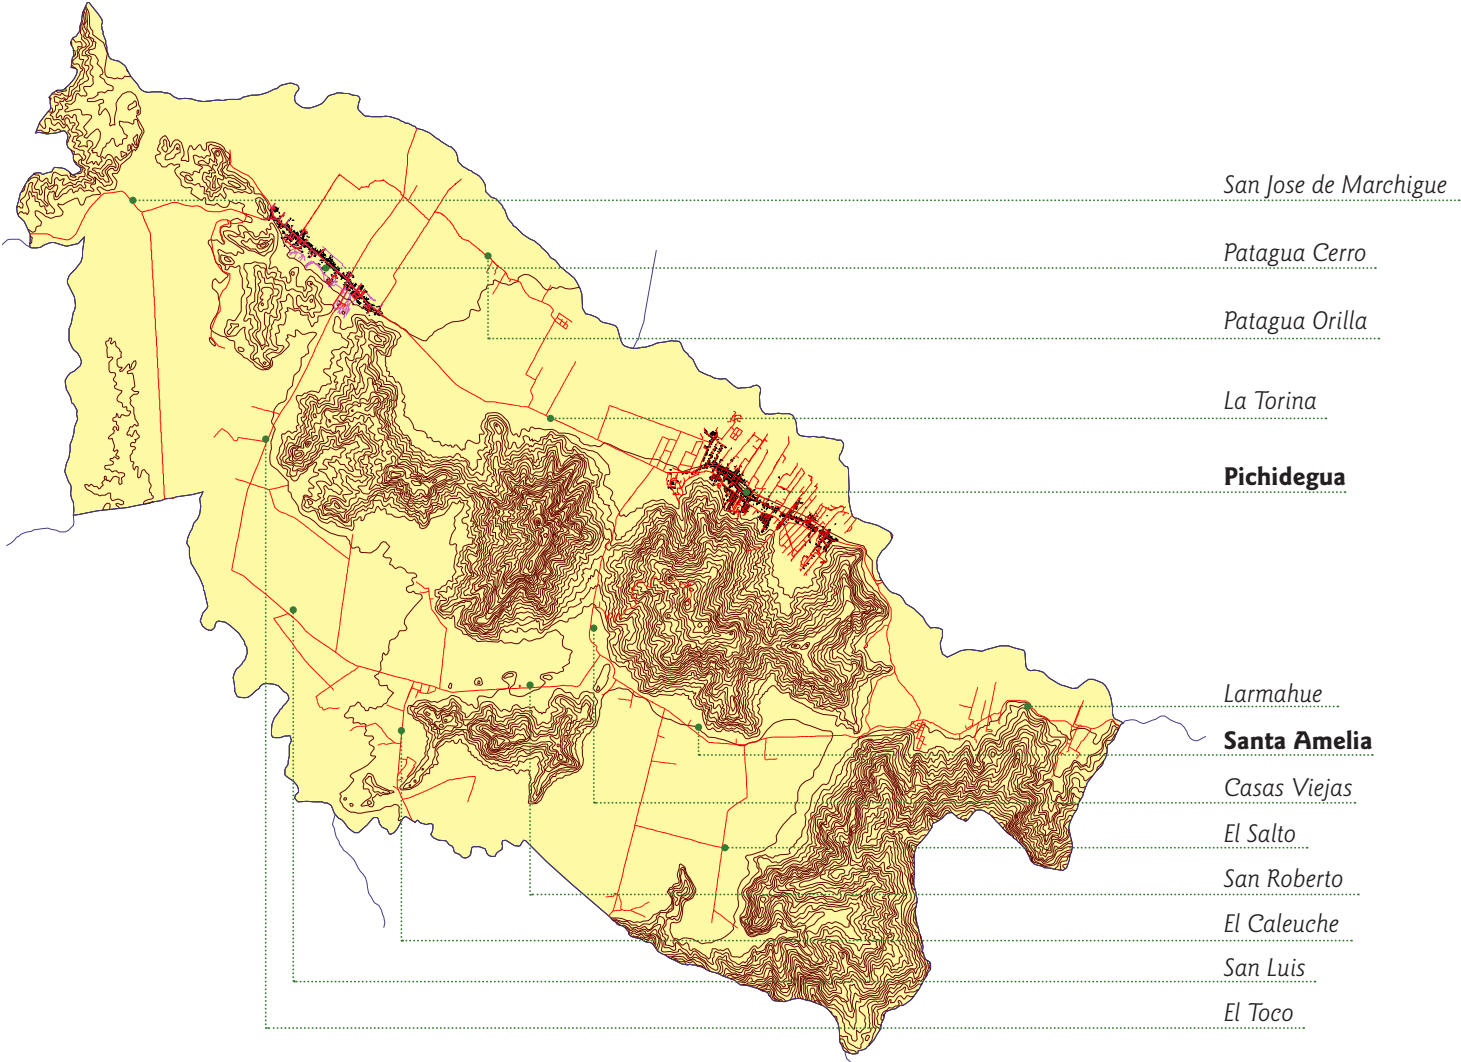 San Jose de Marchigue
Patagua Cerro
Patagua Orilla
La Torina
Pichidegua
Larmahue
Santa Amelia
Casas Viejas
El Salto
San Roberto
El Caleuche
San Luis
El Toco